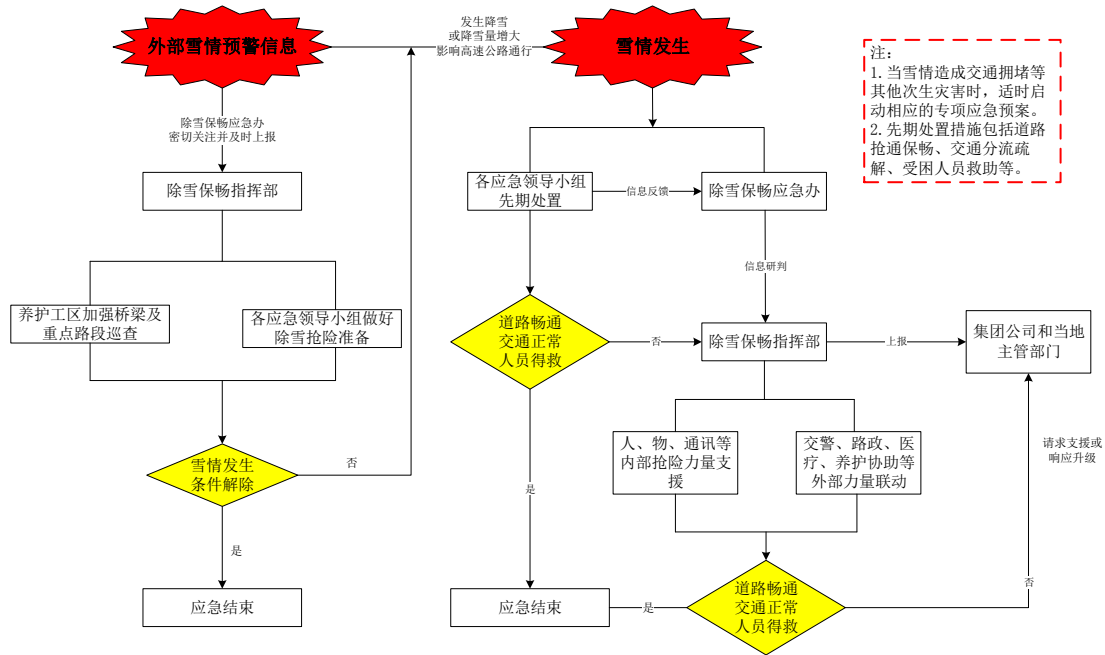 外部雪情预警信息
发生降雪
或降雪量增大
影响高速公路通行
雪情发生
注：
1.当雪情造成交通拥堵等
其他次生灾害时，适时启
动相应的专项应急预案。
2.先期处置措施包括道路
抢通保畅、交通分流疏
解、受困人员救助等。
除雪保畅应急办
密切关注并及时上报
除雪保畅指挥部
养护工区加强桥梁及
重点路段巡查
各应急领导小组做好
除雪抢险准备
雪情发生
条件解除
否
是
应急结束
各应急领导小组
先期处置
信息反馈
除雪保畅应急办
信息研判
道路畅通
交通正常
人员得救
否
除雪保畅指挥部
上报
集团公司和当地
主管部门
人、物、通讯等
内部抢险力量支
援
交警、路政、医
疗、养护协助等
外部力量联动
请求支援或
响应升级
是
应急结束
是
道路畅通
交通正常
人员得救
否